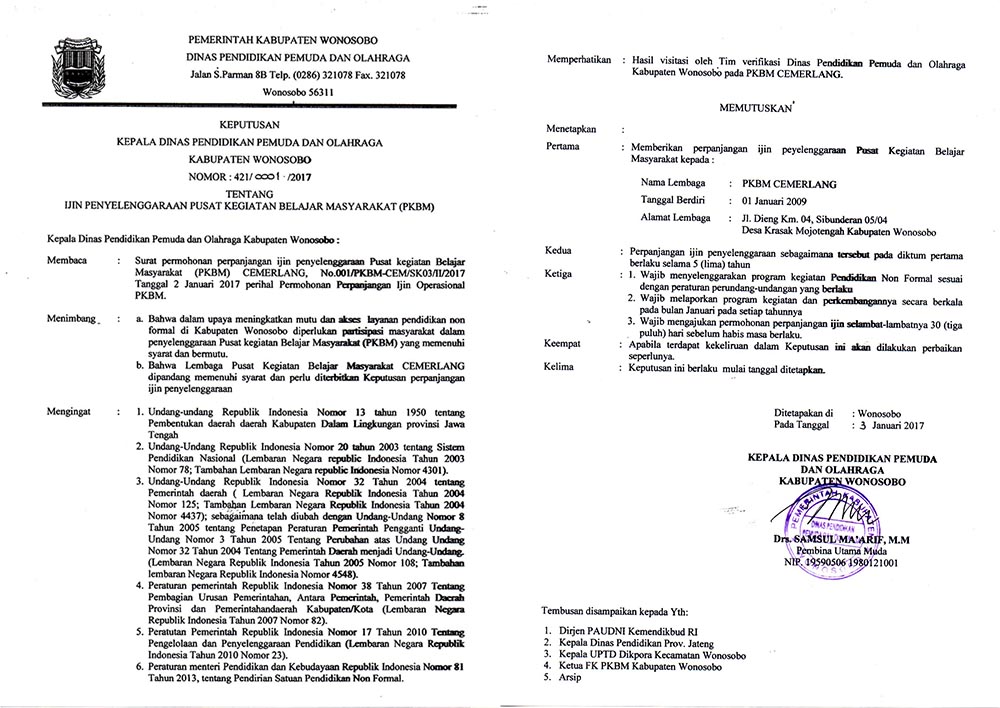 PEMERINTAH KABUPATEN WONOSOBO
DINAS PENDIDIKAN PEMUDA DAN OLAHRAGA
Jalan S.Parman 8B Telp. (0286) 321078 Fax. 321078
Wonosobo 56311
KEPUTUSAN
KEPALA DINAS PENDIDIKAN PEMUDA DAN OLAHRAGA
KABUPATEN WONOSOBO
NOMOR : 421/ 0001 /2017
TENTANG
IJIN PENYELENGGARAAN PUSAT KEGIATAN BELAJAR MASYARAKAT (PKBM)
Kepala Dinas Pendidikan Pemuda dan Olahraga Kabupaten Wonosobo :
Membaca : Surat permohonan perpanjangan ijin penyelenggaraan Pusat kegiatan Belajar
Masyarakat (PKBM) CEMERLANG, No.001/PKBM-CEM/SK03/II/2017
Tanggal 2 Januari 2017 perihal Permohonan Perpanjangan Ijin Operasional
PKBM.
Menimbang : a. Bahwa dalam upaya meningkatkan mutu dan akses layanan pendidikan non
formal di Kabupaten Wonosobo diperlukan partisipasi masyarakat dalam
penyelenggaraan Pusat kegiatan Belajar Masyarakat (PKBM) yang memenuhi
syarat dan bermutu.
b. Bahwa Lembaga Pusat Kegiatan Belajar Masyarakat CEMERLANG
dipandang memenuhi syarat dan perlu diterbitkan Keputusan perpanjangan
ijin penyelenggaraan
Mengingat : 1. Undang-undang Republik Indonesia Nomor 13 tahun 1950 tentang
Pembentukan daerah daerah Kabupaten Dalam Lingkungan provinsi Jawa
Tengah
2. Undang-Undang Republik Indonesia Nomor 20 tahun 2003 tentang Sistem
Pendidikan Nasional (Lembaran Negara republic Indonesia Tahun 2003
Nomor 78; Tambahan Lembaran Negara republic Indonesia Nomor 4301).
3. Undang-Undang Republik Indonesia Nomor 32 Tahun 2004 tentang
Pemerintah daerah ( Lembaran Negara Republik Indonesia Tahun 2004
Nomor 125; Tambahan Lembaran Negara Republik Indonesia Tahun 2004
Nomor 4437); sebagaimana telah diubah dengan Undang-Undang Nomor 8
Tahun 2005 tentang Penetapan Peraturan Pemerintah Pengganti Undang-
Undang Nomor 3 Tahun 2005 Tentang Perubahan atas Undang Undang
Nomor 32 Tahun 2004 Tentang Pemerintah Daerah menjadi Undang-Undang.
(Lembaran Negara Republik Indonesia Tahun 2005 Nomor 108; Tambahan
lembaran Negara Republik Indonesia Nomor 4548).
4. Peraturan pemerintah Republik Indonesia Nomor 38 Tahun 2007 Tentang
Pembagian Urusan Pemerintahan, Antara Pemerintah, Pemerintah Daerah
Provinsi dan Pemerintahandaerah Kabupaten/Kota (Lembaran Negara
Republik Indonesia Tahun 2007 Nomor 82).
5. Peratutan Pemerintah Republik Indonesia Nomor 17 Tahun 2010 Tentang
Pengelolaan dan Penyelenggaraan Pendidikan (Lembaran Negara Republik
Indonesia Tahun 2010 Nomor 23).
6. Peraturan menteri Pendidikan dan Kebudayaan Republik Indonesia Nomor 81
Tahun 2013, tentang Pendirian Satuan Pendidikan Non Formal.
Memperhatikan : Hasil visitasi oleh Tim verifikasi Dinas Pendidikan Pemuda dan Olahraga
Kabupaten Wonosobo pada PKBM CEMERLANG.
MEMUTUSKAN
Menetapkan :
Pertama : Memberikan perpanjangan ijin peyelenggaraan Pusat Kegiatan Belajar
Masyarakat kepada :
Nama Lembaga : PKBM CEMERLANG
Tanggal Berdiri : 01 Januari 2009
Alamat Lembaga : Jl. Dieng Km. 04, Sibunderan 05/04
Desa Krasak Mojotengah Kabupaten Wonosobo
Kedua : Perpanjangan ijin penyelenggaraan sebagaimana tersebut pada diktum pertama
berlaku selama 5 (lima) tahun
Ketiga : 1. Wajib menyelenggarakan program kegiatan Pendidikan Non Formal sesuai
dengan peraturan perundang-undangan yang berlaku
2. Wajib melaporkan program kegiatan dan perkembangannya secara berkala
pada bulan Januari pada setiap tahunnya
3. Wajib mengajukan permohonan perpanjangan ijin selambat-lambatnya 30 (tiga
puluh) hari sebelum habis masa berlaku.
Keempat : Apabila terdapat kekeliruan dalam Keputusan ini akan dilakukan perbaikan
seperlunya.
Kelima : Keputusan ini berlaku mulai tanggal ditetapkan.
Ditetapkan di : Wonosobo
Pada Tanggal : 3 Januari 2017
KEPALA DINAS PENDIDIKAN PEMUDA
DAN OLAHRAGA
KABUPATEN WONOSOBO
PEMERINTAH KABUPATEN
DINAS PENDIDIKAN
WONOSOBO
Drs. SAMSUL MA'ARIF, M.M
Pembina Utama Muda
NIP. 19590506 1980121001
Tembusan disampaikan kepada Yth:
1. Dirjen PAUDNI Kemendikbud RI
2. Kepala Dinas Pendidikan Prov. Jateng
3. Kepala UPTD Dikpora Kecamatan Wonosobo
4. Ketua FK PKBM Kabupaten Wonosobo
5. Arsip